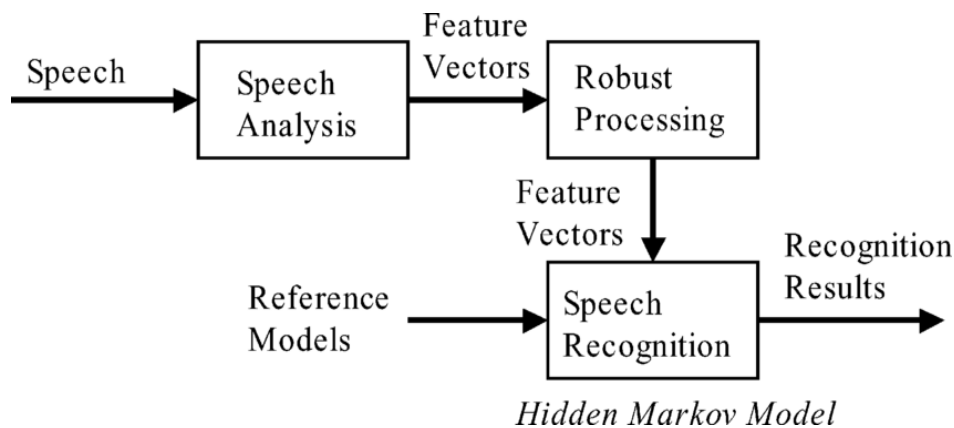 Speech
Speech
Analysis
Feature
Vectors
Robust
Processing
Feature
Vectors
Reference
Models
Speech
Recognition
Recognition
Results
Hidden Markov Model